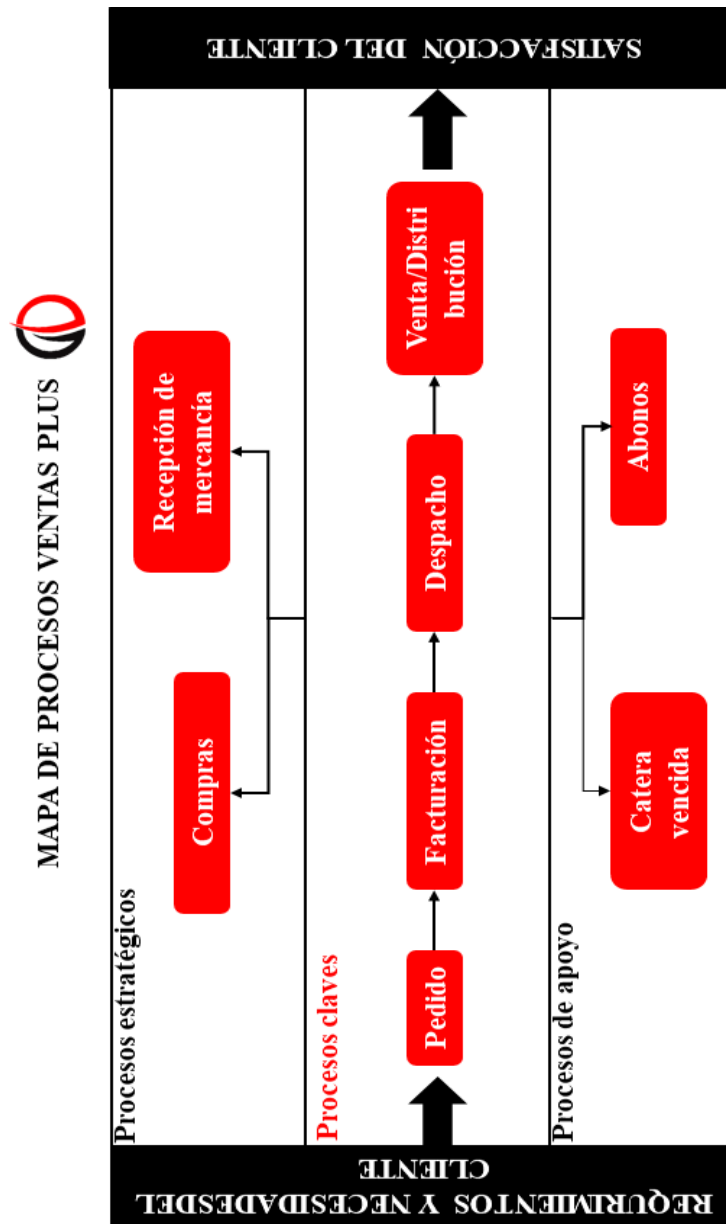 MAPA DE PROCESOS VENTAS PLUS
REQURIMIENTOS Y NECESIDADESDEL
CLIENTE
Procesos estratégicos
Compras
Recepción de
mercancía
Procesos claves
Pedido
Facturación
Despacho
Venta/Distri
bución
Procesos de apoyo
Catera
vencida
Abonos
SATISFACCIÓN DEL CLIENTE